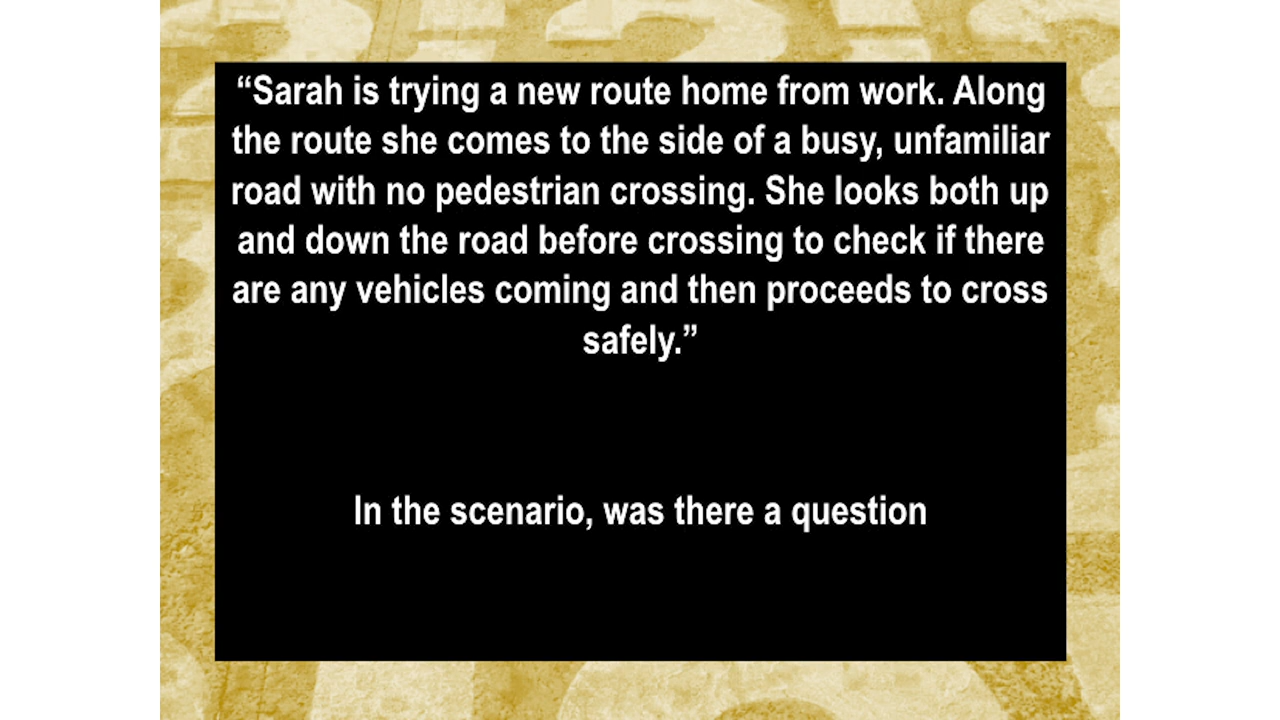 “Sarah is trying a new route home from work. Along
the route she comes to the side of a busy, unfamiliar
road with no pedestrian crossing. She looks both up
and down the road before crossing to check if there
are any vehicles coming and then proceeds to cross
safely.”
In the scenario, was there a question